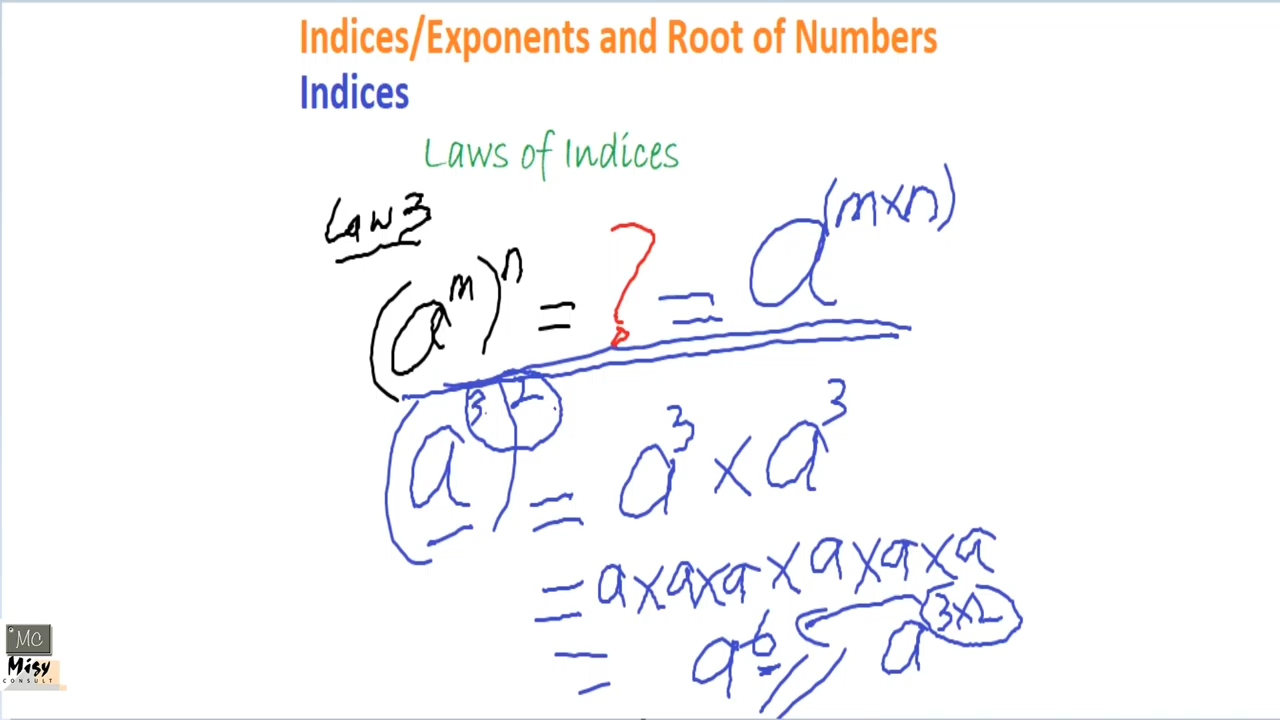 Indices/Exponents and Root of Numbers
Indices
Laws of Indices
Law 3
(a^m)^n = ? = a^(m×n)
(a^3)^2 = a^3 × a^3
= a×a×a×a×a×a
= a^6 a^3×2
MC
Misy
CONSULT